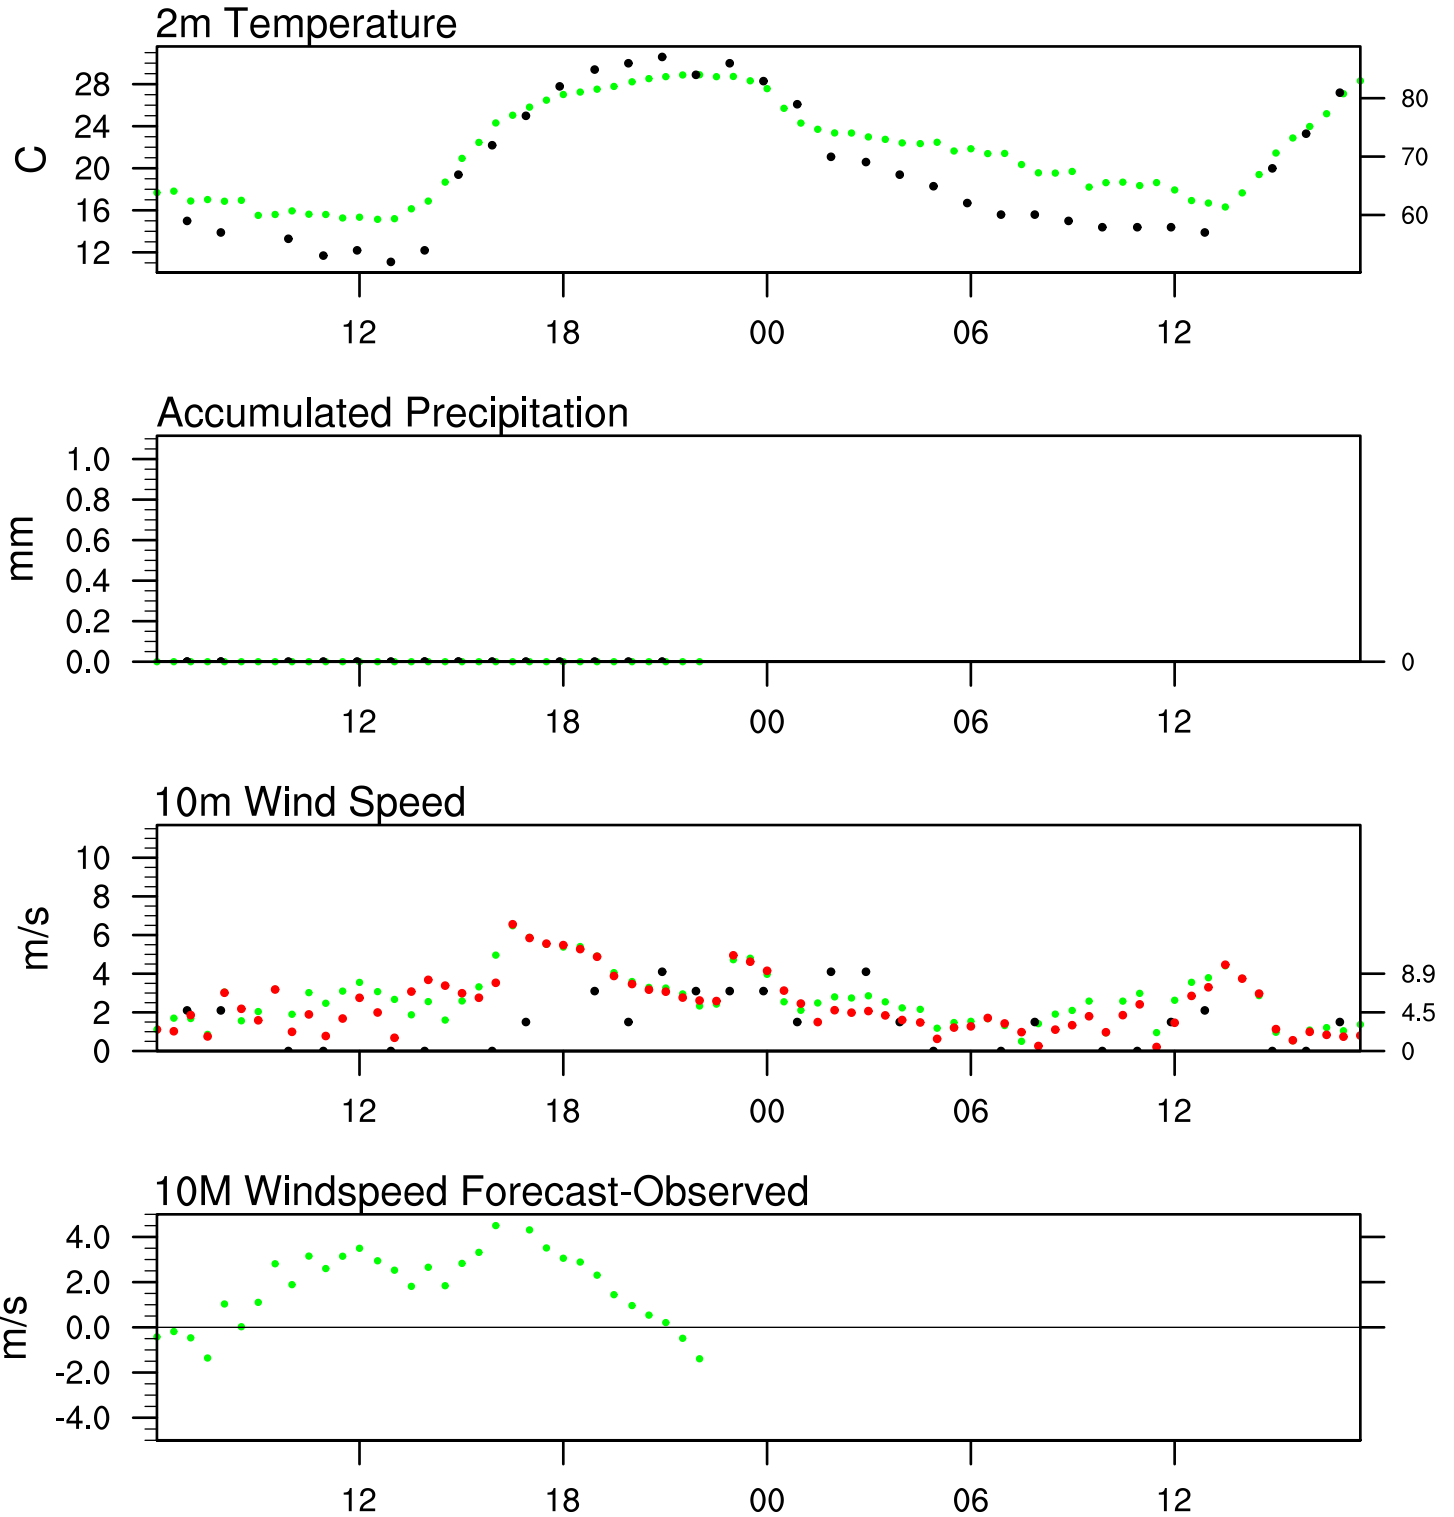 2m Temperature
C
28
24
20
16
12
80
70
60
12 18 00 06 12
Accumulated Precipitation
mm
1.0
0.8
0.6
0.4
0.2
0.0
0
12 18 00 06 12
10m Wind Speed
m/s
10
8
6
4
2
0
8.9
4.5
0
12 18 00 06 12
10M Windspeed Forecast-Observed
m/s
4.0
2.0
0.0
-2.0
-4.0
12 18 00 06 12